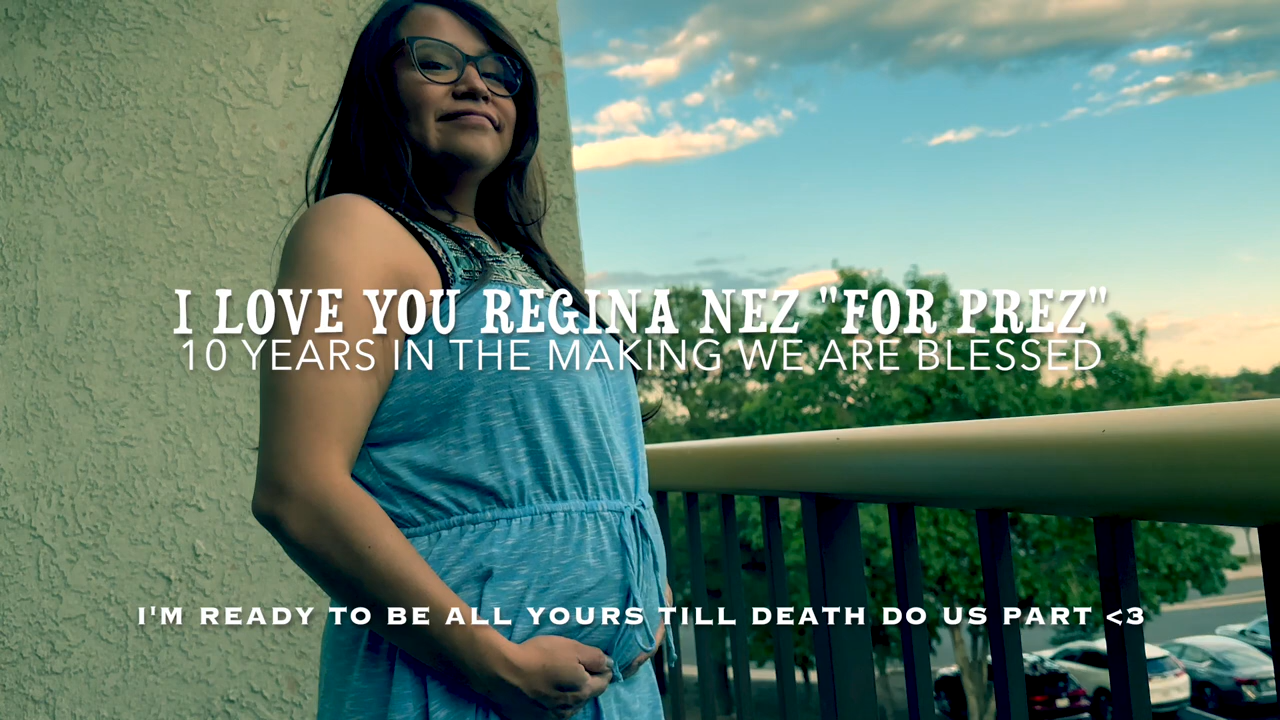 I LOVE YOU REGINA NEZ "FOR PREZ"
10 YEARS IN THE MAKING WE ARE BLESSED
I'M READY TO BE ALL YOURS TILL DEATH DO US PART <3